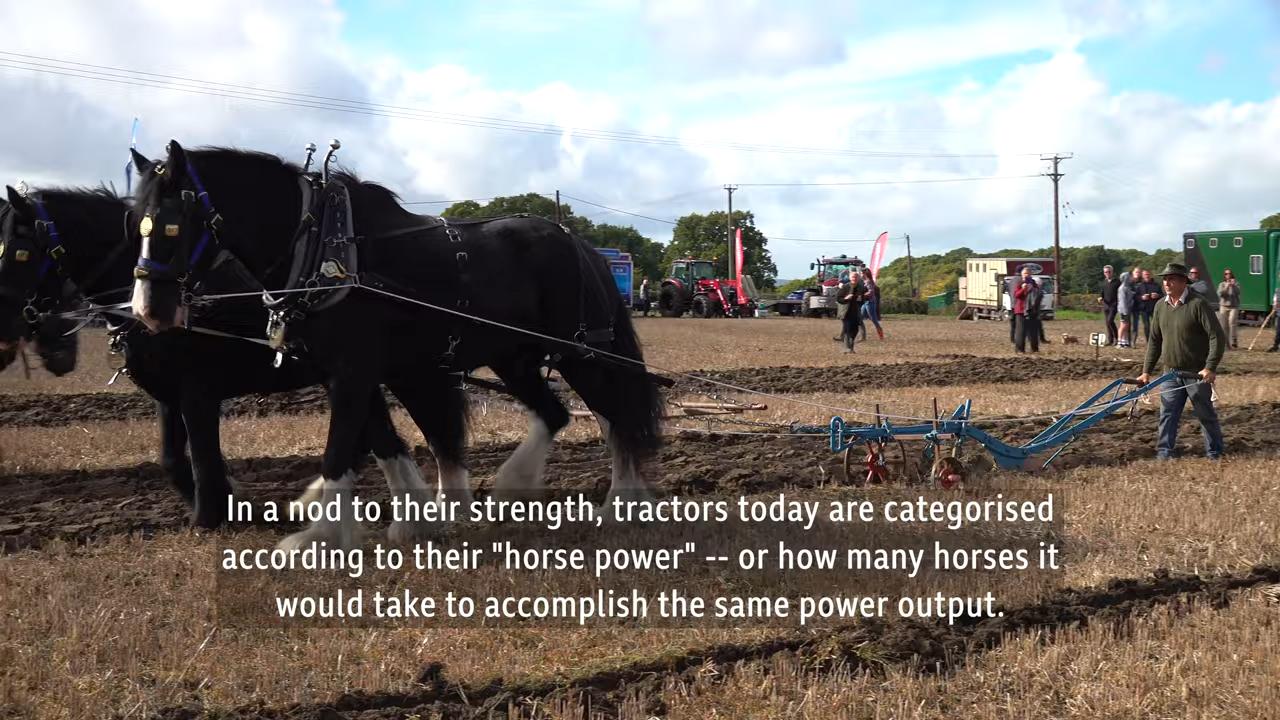 In a nod to their strength, tractors today are categorised
according to their "horse power" -- or how many horses it
would take to accomplish the same power output.